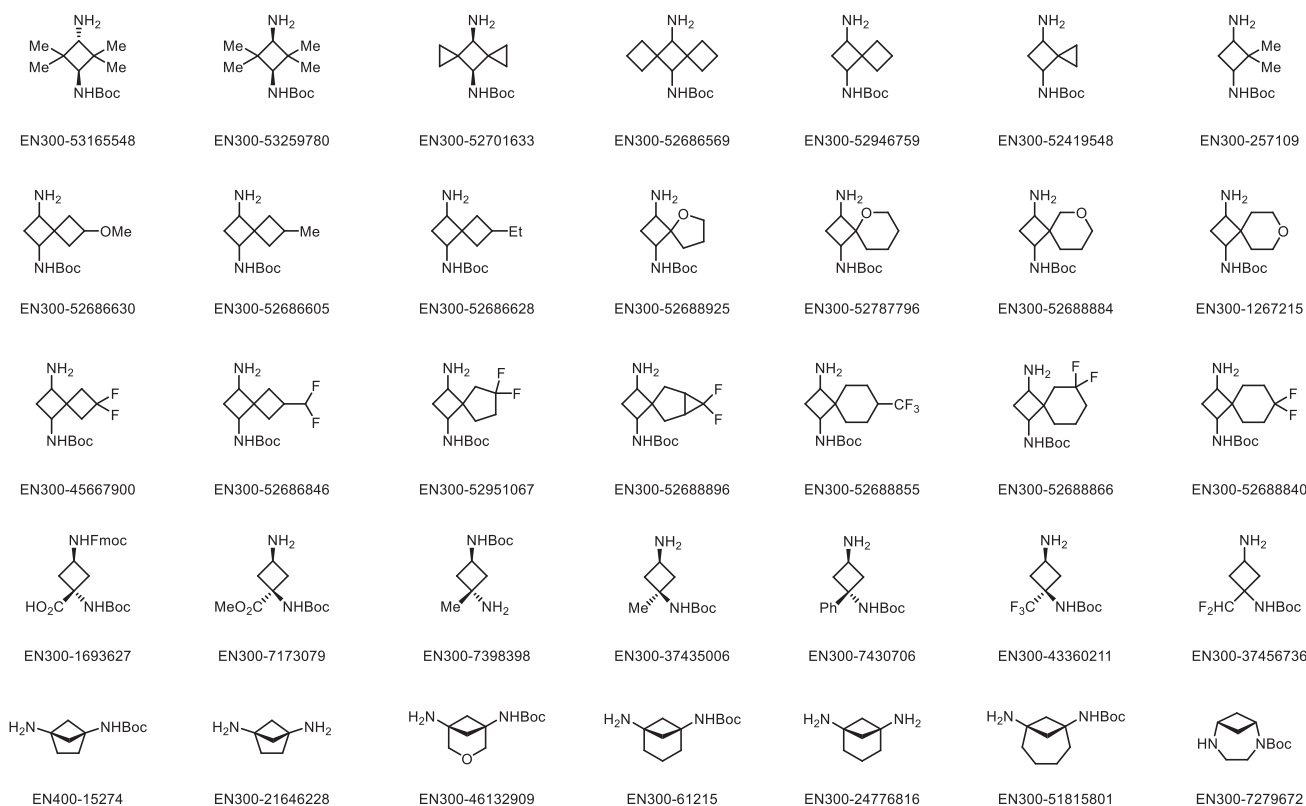 NH2 NH2 NH2 NH2 NH2 NH2 NH2
Me Me Me Me Me
Me Me Me Me Me
NHBoc NHBoc NHBoc NHBoc NHBoc NHBoc NHBoc
EN300-53165548 EN300-53259780 EN300-52701633 EN300-52686569 EN300-52946759 EN300-52419548 EN300-257109
NH2 NH2 NH2 NH2 NH2 NH2 NH2
O O O
OMe Me Et O
NHBoc NHBoc NHBoc NHBoc NHBoc NHBoc NHBoc
EN300-52686630 EN300-52686605 EN300-52686628 EN300-52688925 EN300-52787796 EN300-52688884 EN300-1267215
NH2 NH2 NH2 NH2 NH2 NH2 NH2
F F F F F F F
F F F F CF3 F F
NHBoc NHBoc NHBoc NHBoc NHBoc NHBoc NHBoc
EN300-45667900 EN300-52686846 EN300-52951067 EN300-52688896 EN300-52688855 EN300-52688866 EN300-52688840
NHFmoc NH2 NHBoc NH2 NH2 NH2 NH2
HO2C NHBoc MeO2C NHBoc Me NH2 Me NHBoc Ph NHBoc F3C NHBoc F2HC NHBoc
EN300-1693627 EN300-7173079 EN300-7398398 EN300-37435006 EN300-7430706 EN300-43360211 EN300-37456736
H2N NHBoc H2N NH2 H2N NHBoc H2N NHBoc H2N NH2 H2N NHBoc HN NBoc
O
EN400-15274 EN300-21646228 EN300-46132909 EN300-61215 EN300-24776816 EN300-51815801 EN300-7279672